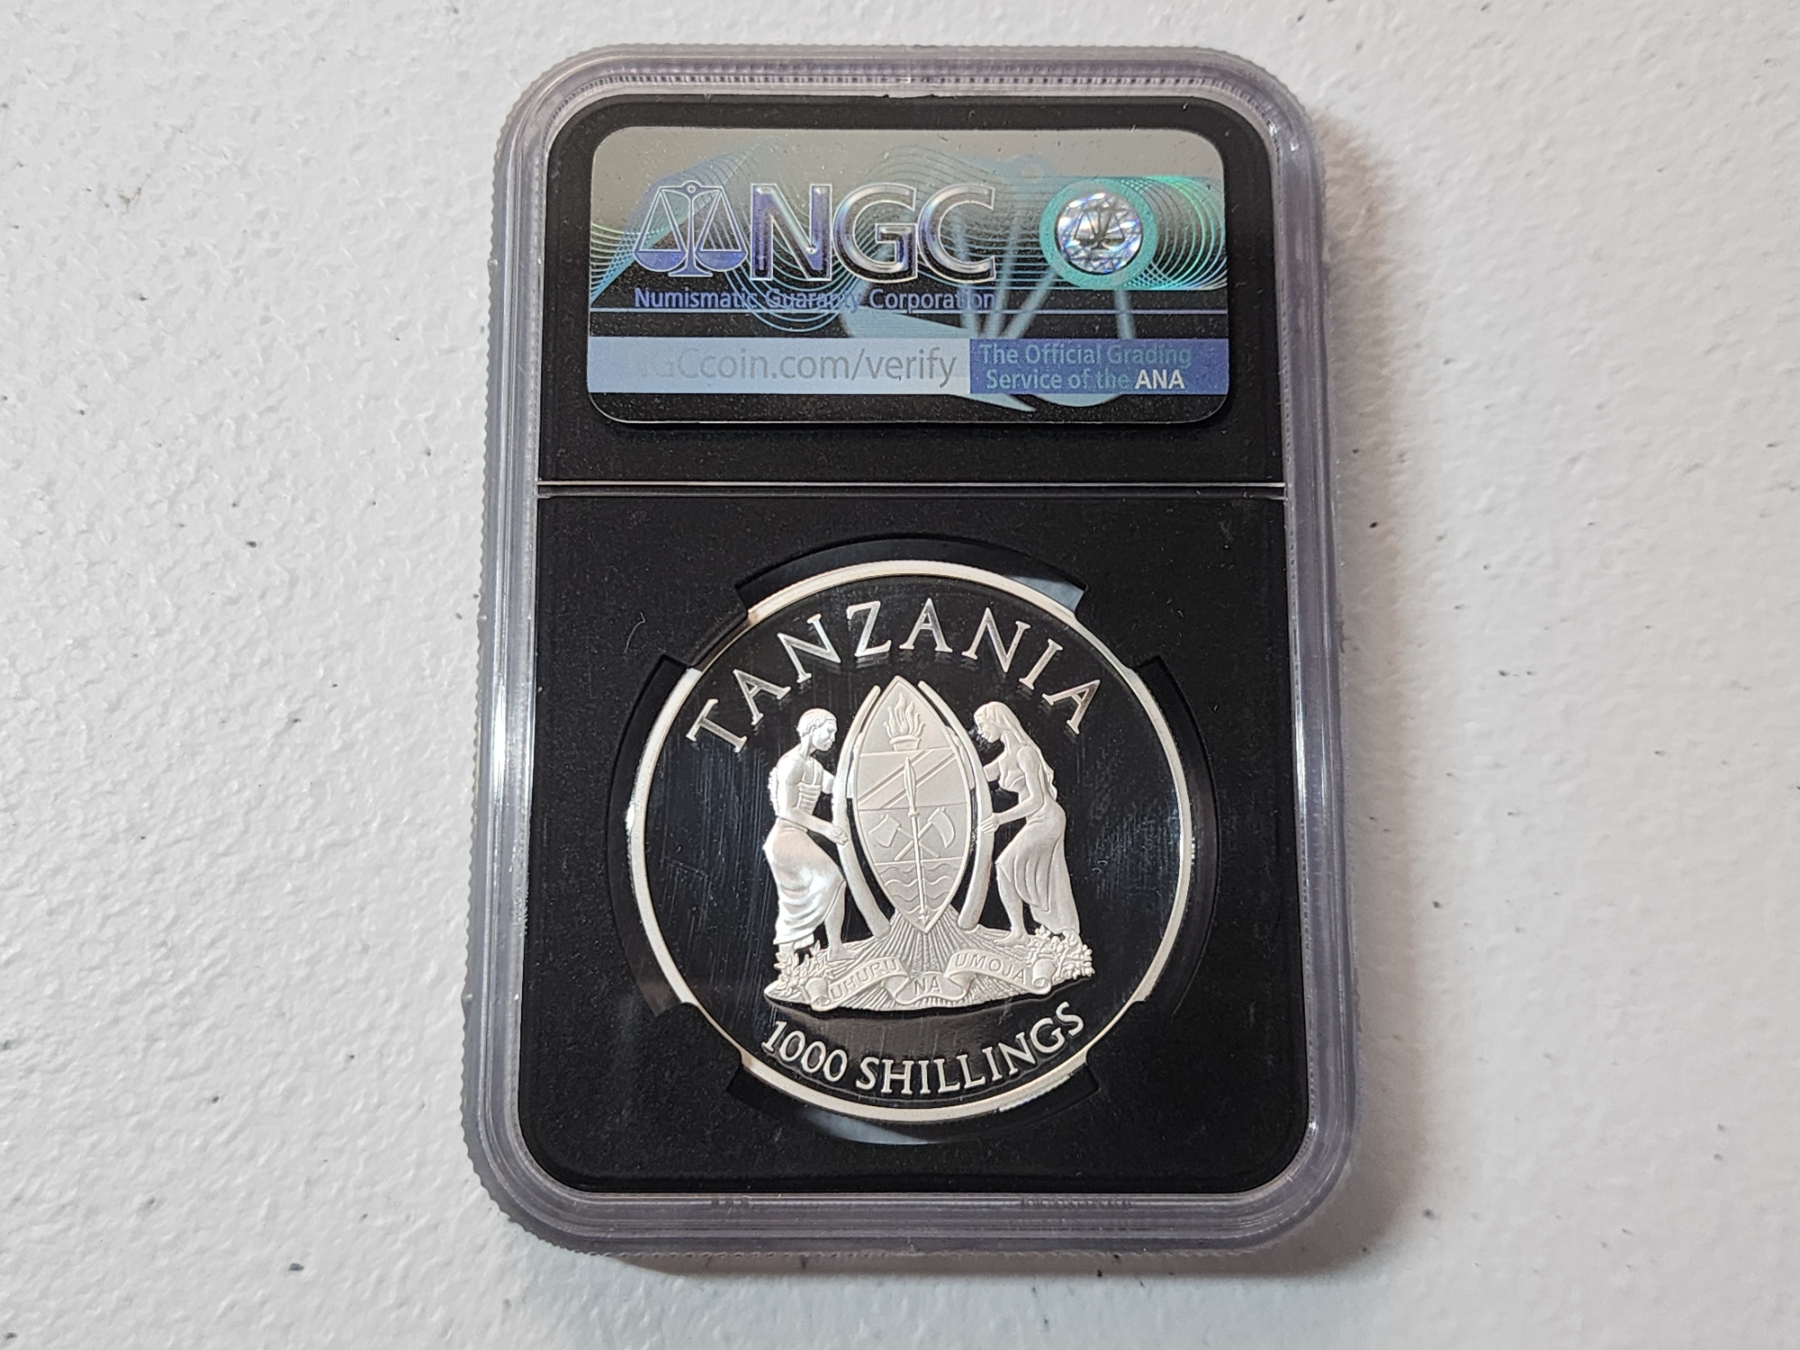 NGC
Numismatic Guaranty Corporation
NGCcoin.com/verify
The Official Grading
Service of the ANA
TANZANIA
UHURU NA UMOJA
1000 SHILLINGS